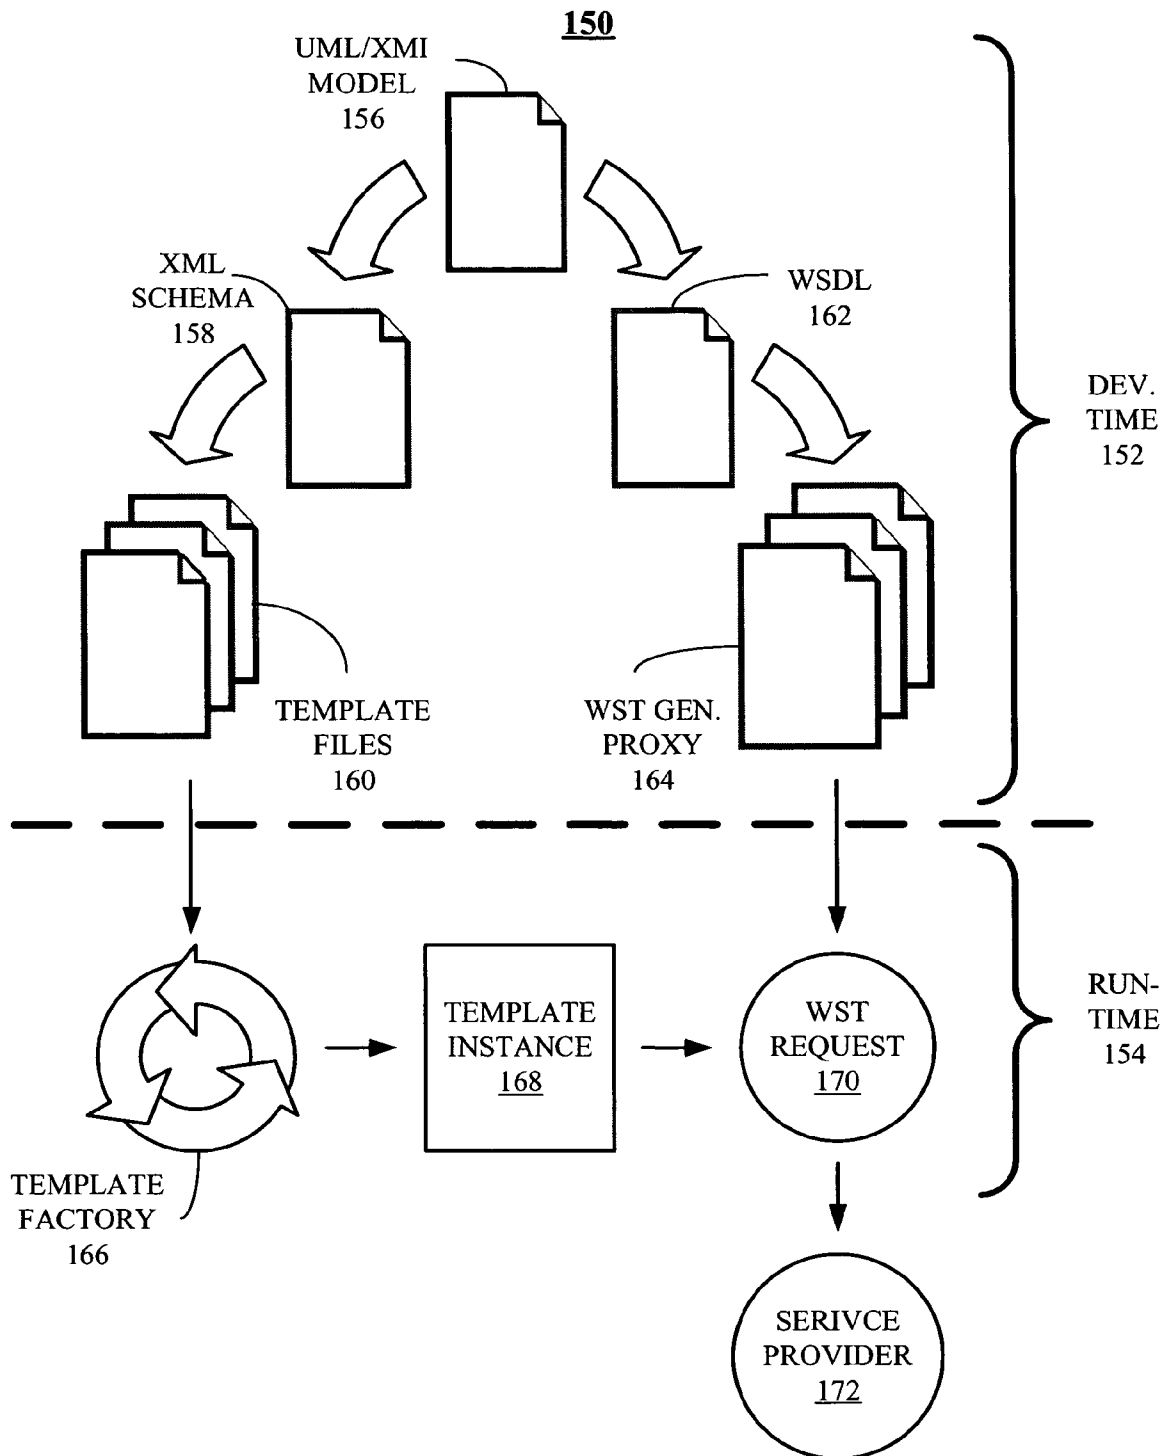 150
UML/XMI
MODEL
156
XML
SCHEMA
158
WSDL
162
DEV.
TIME
152
TEMPLATE
FILES
160
WST GEN.
PROXY
164
RUN-
TIME
154
TEMPLATE
INSTANCE
168
WST
REQUEST
170
TEMPLATE
FACTORY
166
SERIVCE
PROVIDER
172